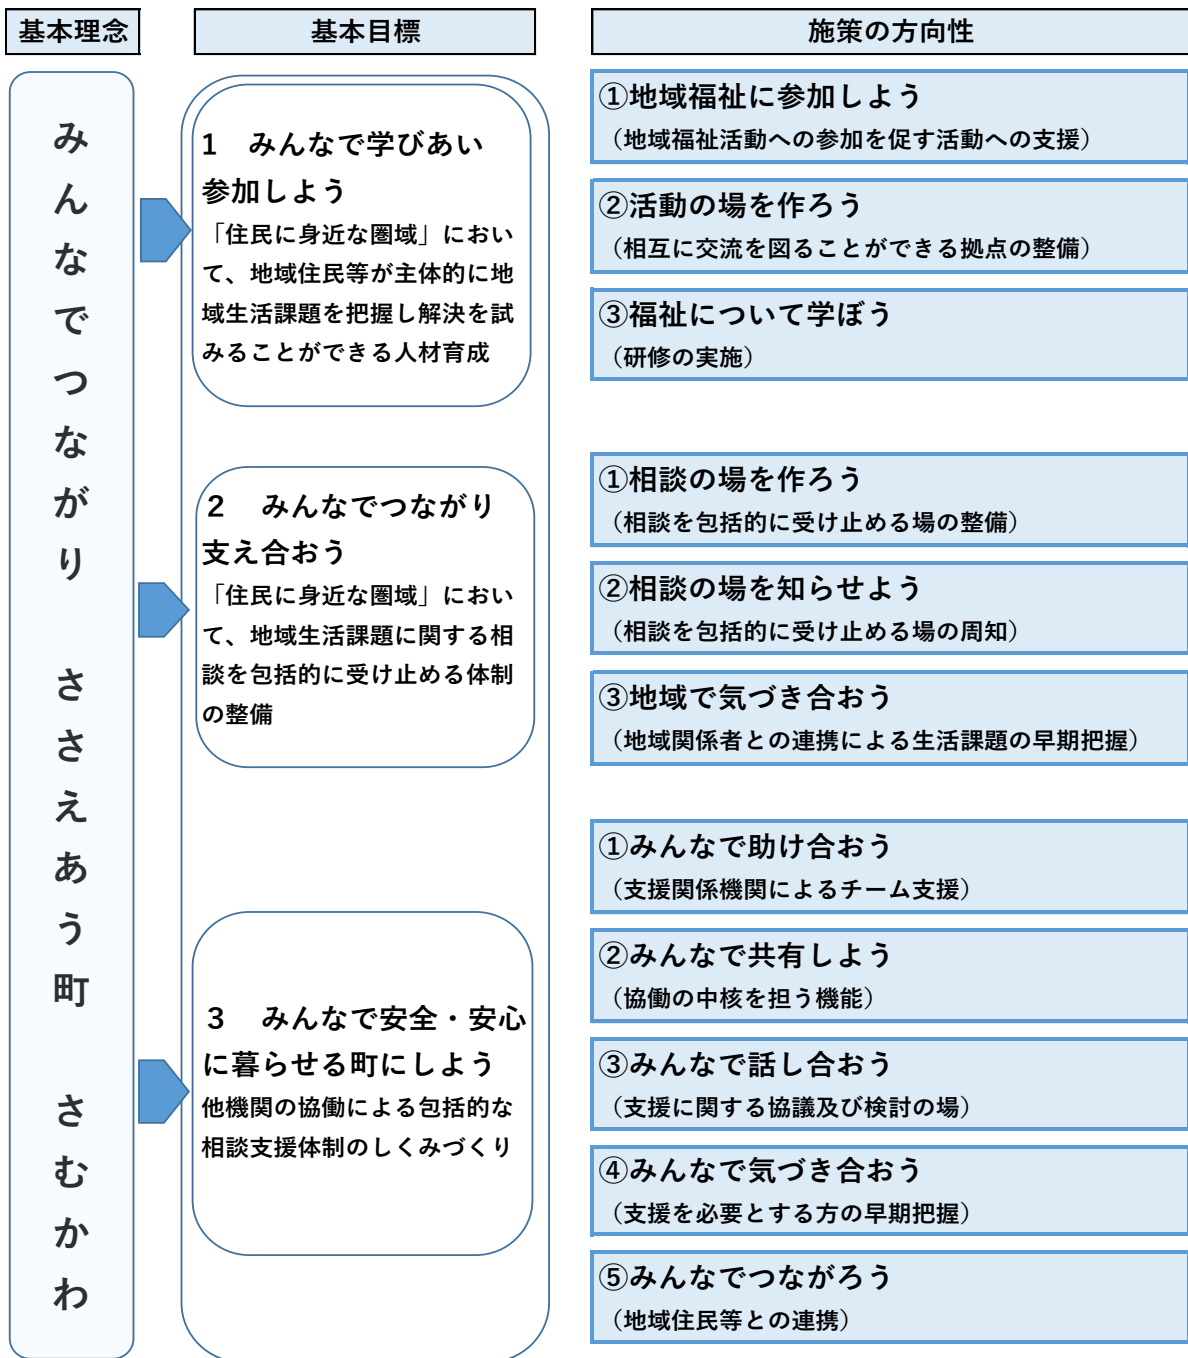 基本理念
基本目標
施策の方向性
みんなでつながり　ささえあう町　さむかわ
1　みんなで学びあい
参加しよう
「住民に身近な圏域」におい
て、地域住民等が主体的に地
域生活課題を把握し解決を試
みることができる人材育成
①地域福祉に参加しよう
（地域福祉活動への参加を促す活動への支援）
②活動の場を作ろう
（相互に交流を図ることができる拠点の整備）
③福祉について学ぼう
（研修の実施）
2　みんなでつながり
支え合おう
「住民に身近な圏域」におい
て、地域生活課題に関する相
談を包括的に受け止める体制
の整備
①相談の場を作ろう
（相談を包括的に受け止める場の整備）
②相談の場を知らせよう
（相談を包括的に受け止める場の周知）
③地域で気づき合おう
（地域関係者との連携による生活課題の早期把握）
3　みんなで安全・安心
に暮らせる町にしよう
他機関の協働による包括的な
相談支援体制のしくみづくり
①みんなで助け合おう
（支援関係機関によるチーム支援）
②みんなで共有しよう
（協働の中核を担う機能）
③みんなで話し合おう
（支援に関する協議及び検討の場）
④みんなで気づき合おう
（支援を必要とする方の早期把握）
⑤みんなでつながろう
（地域住民等との連携）